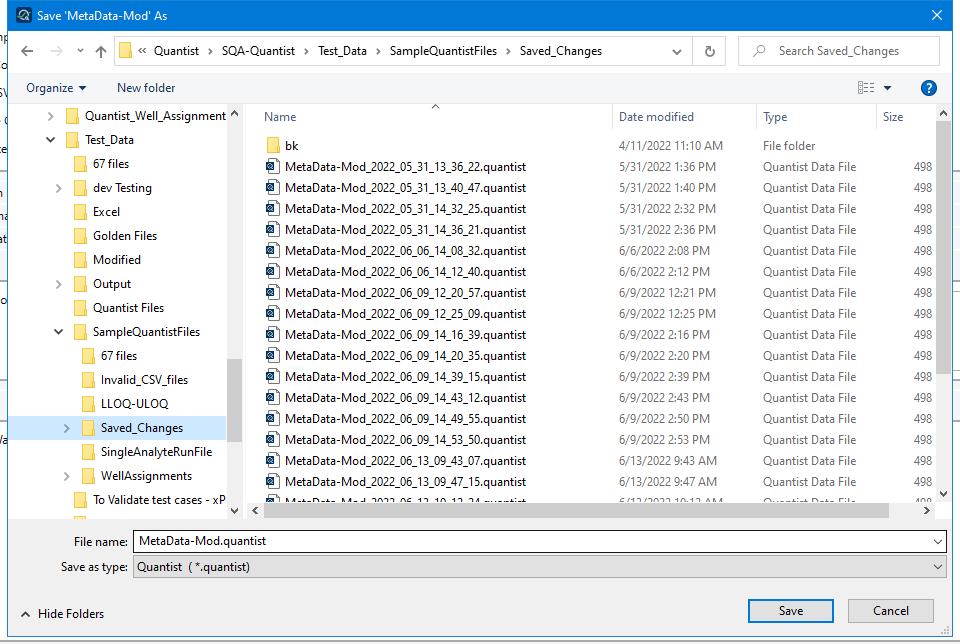 Save 'MetaData-Mod' As
« Quantist › SQA-Quantist › Test_Data › SampleQuantistFiles › Saved_Changes
Search Saved_Changes
Organize
New folder
?
Quantist_Well_Assignment
Test_Data
67 files
dev Testing
Excel
Golden Files
Modified
Output
Quantist Files
SampleQuantistFiles
67 files
Invalid_CSV_files
LLOQ-ULOQ
Saved_Changes
SingleAnalyteRunFile
WellAssignments
To Validate test cases - xP
Name Date modified Type Size
bk 4/11/2022 11:10 AM File folder
MetaData-Mod_2022_05_31_13_36_22.quantist 5/31/2022 1:36 PM Quantist Data File 498
MetaData-Mod_2022_05_31_13_40_47.quantist 5/31/2022 1:40 PM Quantist Data File 498
MetaData-Mod_2022_05_31_14_32_25.quantist 5/31/2022 2:32 PM Quantist Data File 498
MetaData-Mod_2022_05_31_14_36_21.quantist 5/31/2022 2:36 PM Quantist Data File 498
MetaData-Mod_2022_06_06_14_08_32.quantist 6/6/2022 2:08 PM Quantist Data File 498
MetaData-Mod_2022_06_06_14_12_40.quantist 6/6/2022 2:12 PM Quantist Data File 498
MetaData-Mod_2022_06_09_12_20_57.quantist 6/9/2022 12:21 PM Quantist Data File 498
MetaData-Mod_2022_06_09_12_25_09.quantist 6/9/2022 12:25 PM Quantist Data File 498
MetaData-Mod_2022_06_09_14_16_39.quantist 6/9/2022 2:16 PM Quantist Data File 498
MetaData-Mod_2022_06_09_14_20_35.quantist 6/9/2022 2:20 PM Quantist Data File 498
MetaData-Mod_2022_06_09_14_39_15.quantist 6/9/2022 2:39 PM Quantist Data File 498
MetaData-Mod_2022_06_09_14_43_12.quantist 6/9/2022 2:43 PM Quantist Data File 498
MetaData-Mod_2022_06_09_14_49_55.quantist 6/9/2022 2:50 PM Quantist Data File 498
MetaData-Mod_2022_06_09_14_53_50.quantist 6/9/2022 2:53 PM Quantist Data File 498
MetaData-Mod_2022_06_13_09_43_07.quantist 6/13/2022 9:43 AM Quantist Data File 498
MetaData-Mod_2022_06_13_09_47_15.quantist 6/13/2022 9:47 AM Quantist Data File 498
File name: MetaData-Mod.quantist
Save as type: Quantist ( *.quantist)
Hide Folders
Save
Cancel